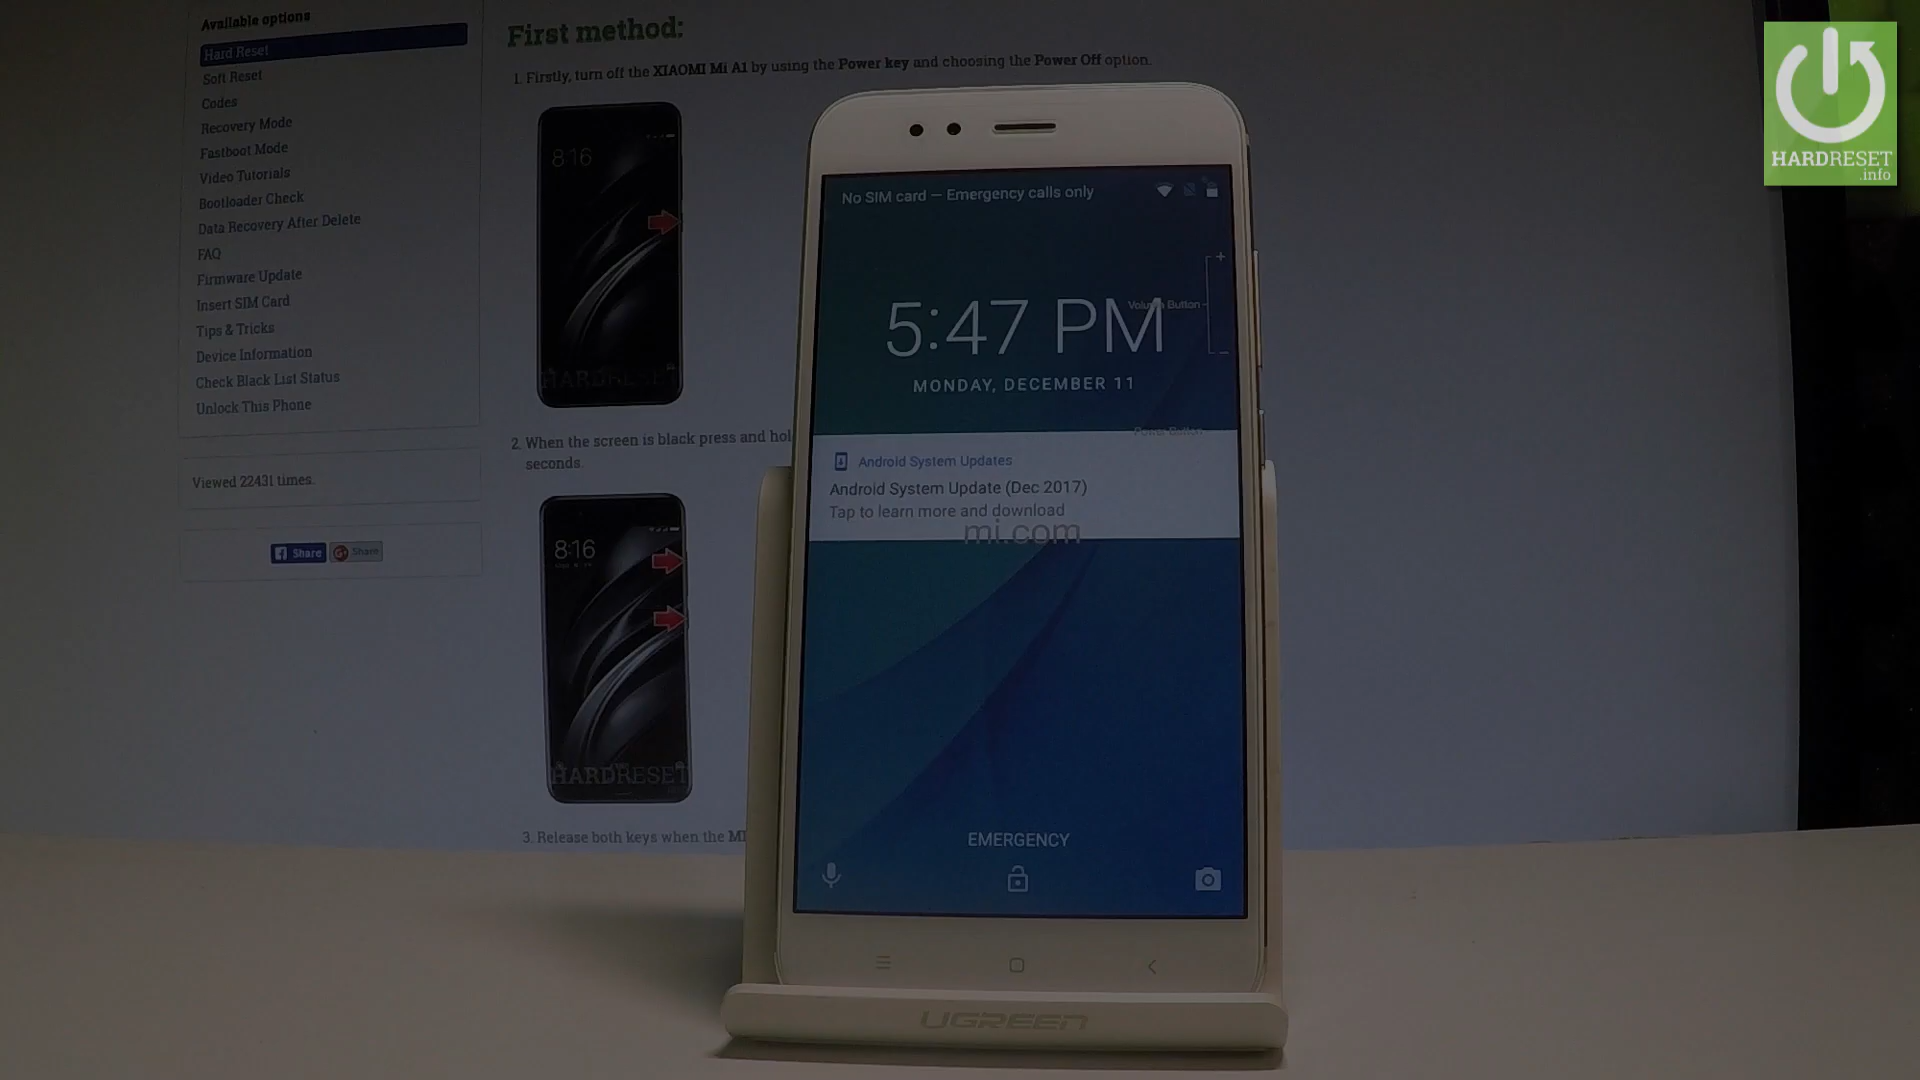 Available options
Hard Reset
Soft Reset
Codes
Recovery Mode
Fastboot Mode
Video Tutorials
Bootloader Check
Data Recovery After Delete
FAQ
Firmware Update
Insert SIM Card
Tips & Tricks
Device Information
Check Black List Status
Unlock This Phone
Viewed 22431 times.
Share
Share
First method:
1. Firstly, turn off the XIAOMI Mi A1 by using the Power key and choosing the Power Off option.
8:16
HARDRESET
2. When the screen is black press and hol
seconds.
8:16
HARDRESET
3. Release both keys when the MI
No SIM card — Emergency calls only
+
Volume Button
5:47 PM
MONDAY, DECEMBER 11
Power Button
Android System Updates
Android System Update (Dec 2017)
Tap to learn more and download
mi.com
EMERGENCY
UGREEN
HARDRESET
.info